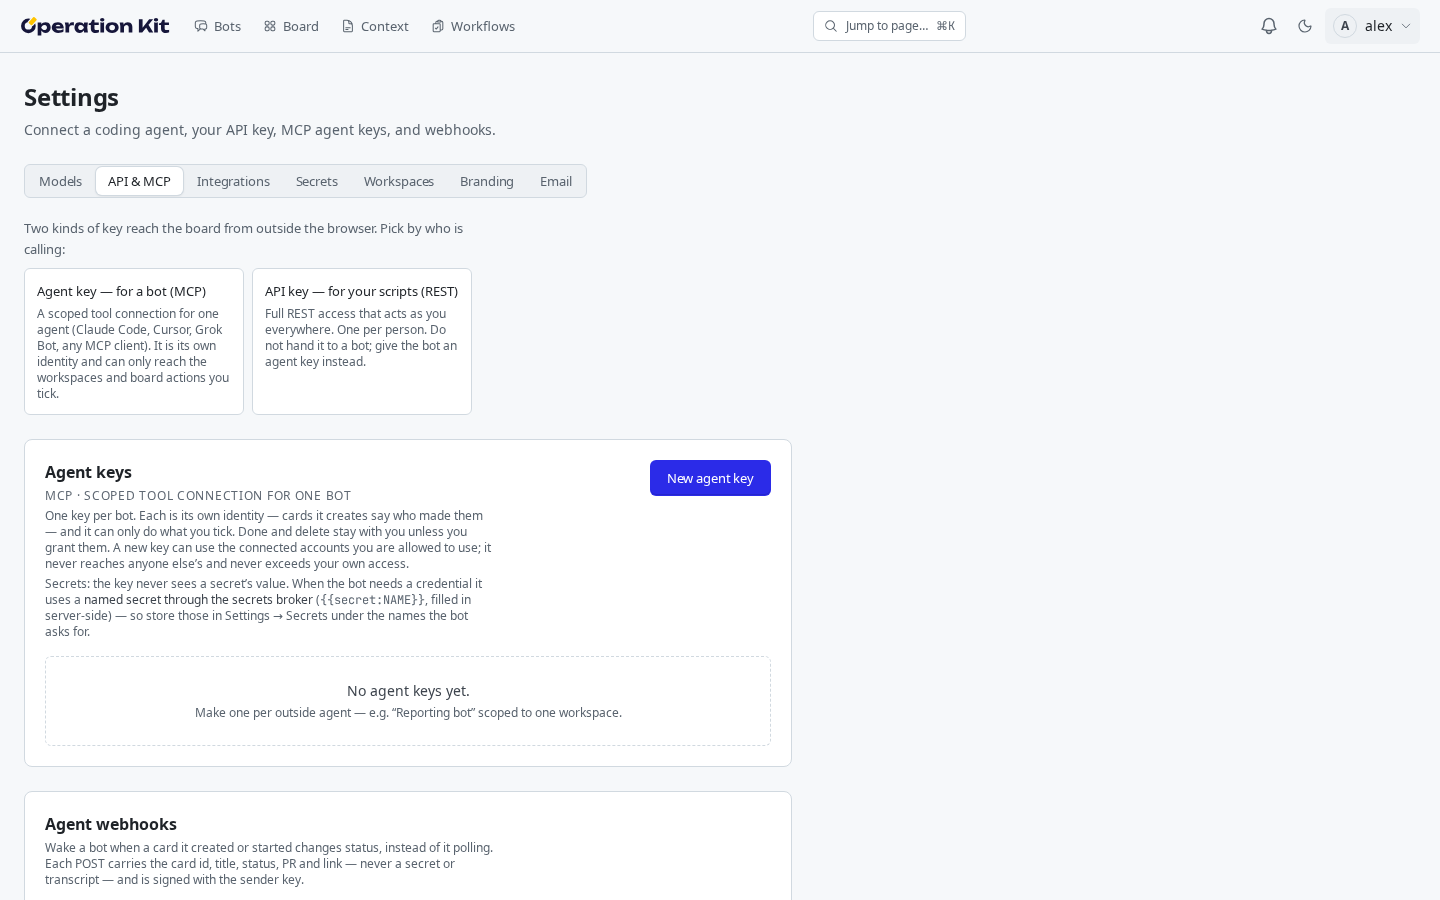 Operation Kit
Bots
Board
Context
Workflows
Jump to page... ⌘K
A
alex
Settings
Connect a coding agent, your API key, MCP agent keys, and webhooks.
Models
API & MCP
Integrations
Secrets
Workspaces
Branding
Email
Two kinds of key reach the board from outside the browser. Pick by who is
calling:
Agent key — for a bot (MCP)
A scoped tool connection for one
agent (Claude Code, Cursor, Grok
Bot, any MCP client). It is its own
identity and can only reach the
workspaces and board actions you
tick.
API key — for your scripts (REST)
Full REST access that acts as you
everywhere. One per person. Do
not hand it to a bot; give the bot an
agent key instead.
Agent keys
New agent key
MCP · SCOPED TOOL CONNECTION FOR ONE BOT
One key per bot. Each is its own identity — cards it creates say who made them
— and it can only do what you tick. Done and delete stay with you unless you
grant them. A new key can use the connected accounts you are allowed to use; it
never reaches anyone else’s and never exceeds your own access.
Secrets: the key never sees a secret’s value. When the bot needs a credential it
uses a named secret through the secrets broker ({{secret:NAME}}, filled in
server-side) — so store those in Settings → Secrets under the names the bot
asks for.
No agent keys yet.
Make one per outside agent — e.g. “Reporting bot” scoped to one workspace.
Agent webhooks
Wake a bot when a card it created or started changes status, instead of it polling.
Each POST carries the card id, title, status, PR and link — never a secret or
transcript — and is signed with the sender key.